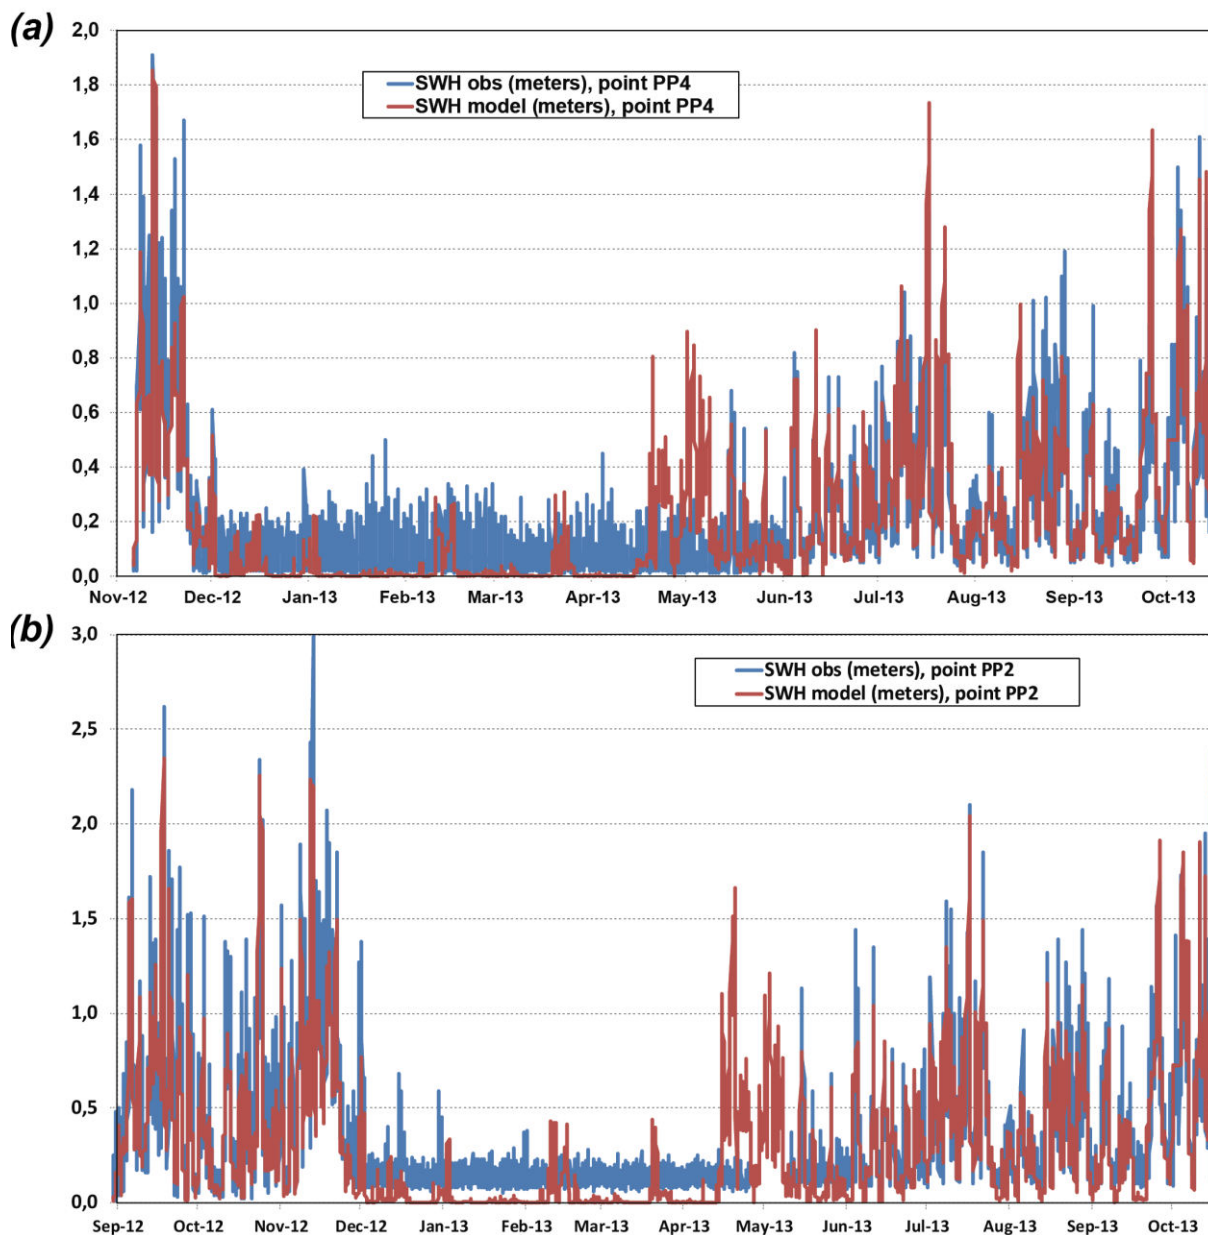 (a)
2,0
1,8
1,6
1,4
1,2
1,0
0,8
0,6
0,4
0,2
0,0
SWH obs (meters), point PP4
SWH model (meters), point PP4
Nov-12 Dec-12 Jan-13 Feb-13 Mar-13 Apr-13 May-13 Jun-13 Jul-13 Aug-13 Sep-13 Oct-13
(b)
3,0
2,5
2,0
1,5
1,0
0,5
0,0
SWH obs (meters), point PP2
SWH model (meters), point PP2
Sep-12 Oct-12 Nov-12 Dec-12 Jan-13 Feb-13 Mar-13 Apr-13 May-13 Jun-13 Jul-13 Aug-13 Sep-13 Oct-13